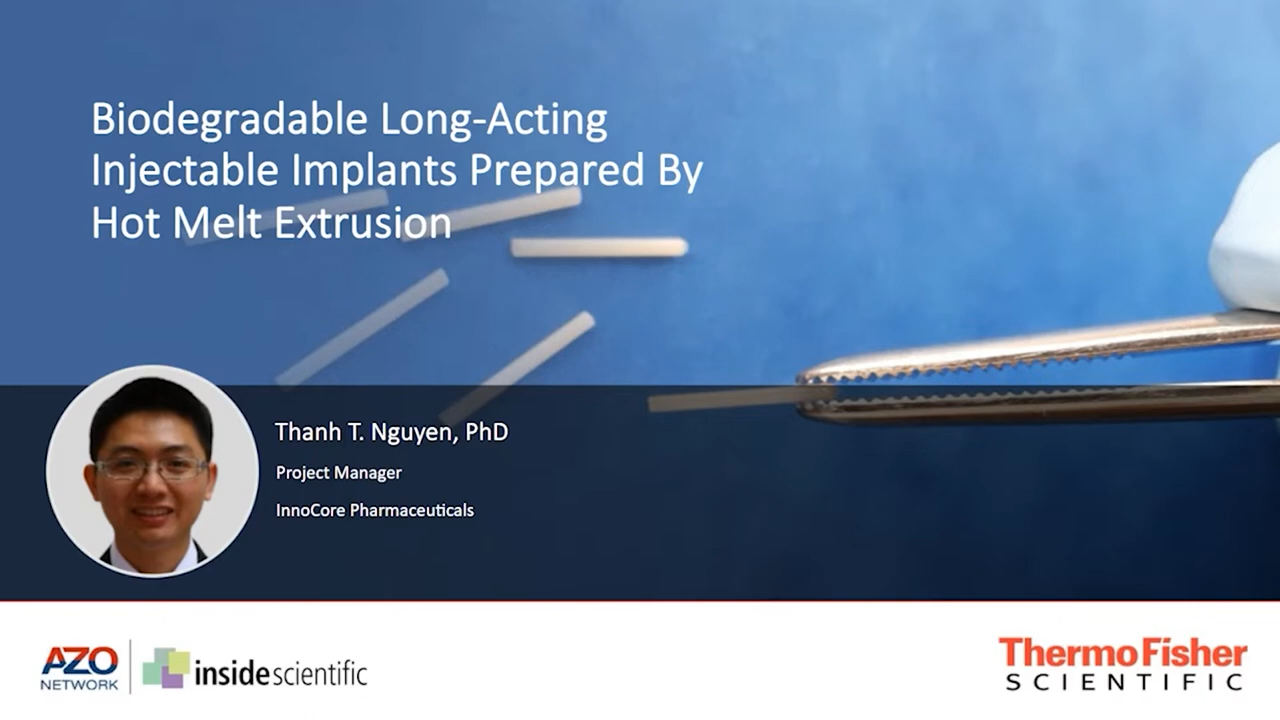 Biodegradable Long-Acting
Injectable Implants Prepared By
Hot Melt Extrusion
Thanh T. Nguyen, PhD
Project Manager
InnoCore Pharmaceuticals
AZO
NETWORK
insidescientific
ThermoFisher
SCIENTIFIC